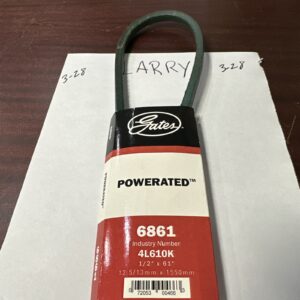 3-28 LARRY 3-28
Gates
POWERATED™
6861
Industry Number
4L610K
1/2" x 61"
12.5/13mm x 1550mm